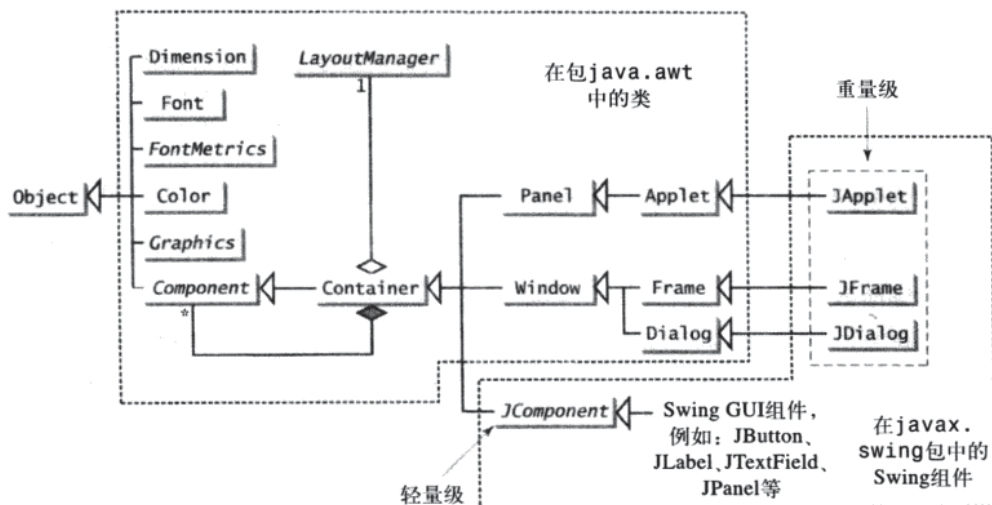 Dimension
LayoutManager
1
Font
FontMetrics
Object
Color
Graphics
Component
*
Container
在包java.awt
中的类
重量级
Panel
Applet
JApplet
Window
Frame
JFrame
Dialog
JDialog
JComponent
轻量级
Swing GUI组件，
例如：JButton、
JLabel、JTextField、
JPanel等
在javax.
swing包中的
Swing组件